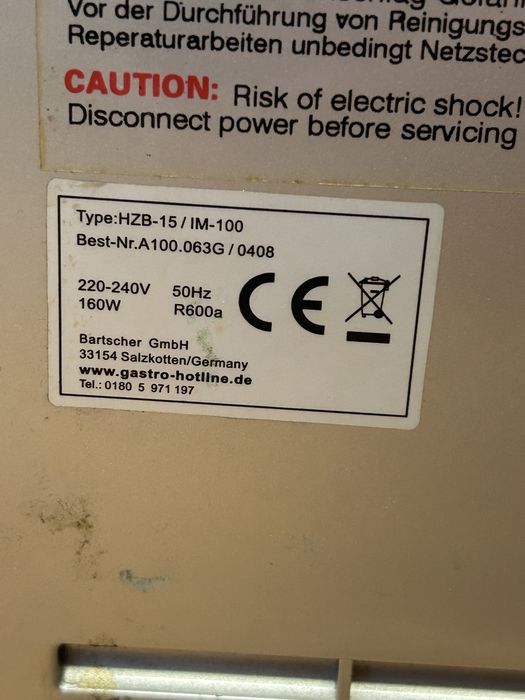 Vor der Durchführung von Reinigungs
Reperaturarbeiten unbedingt Netzstec
CAUTION: Risk of electric shock!
Disconnect power before servicing
Type:HZB-15 / IM-100
Best-Nr.A100.063G / 0408
220-240V 50Hz
160W R600a
CE
Bartscher GmbH
33154 Salzkotten/Germany
www.gastro-hotline.de
Tel.: 0180 5 971 197